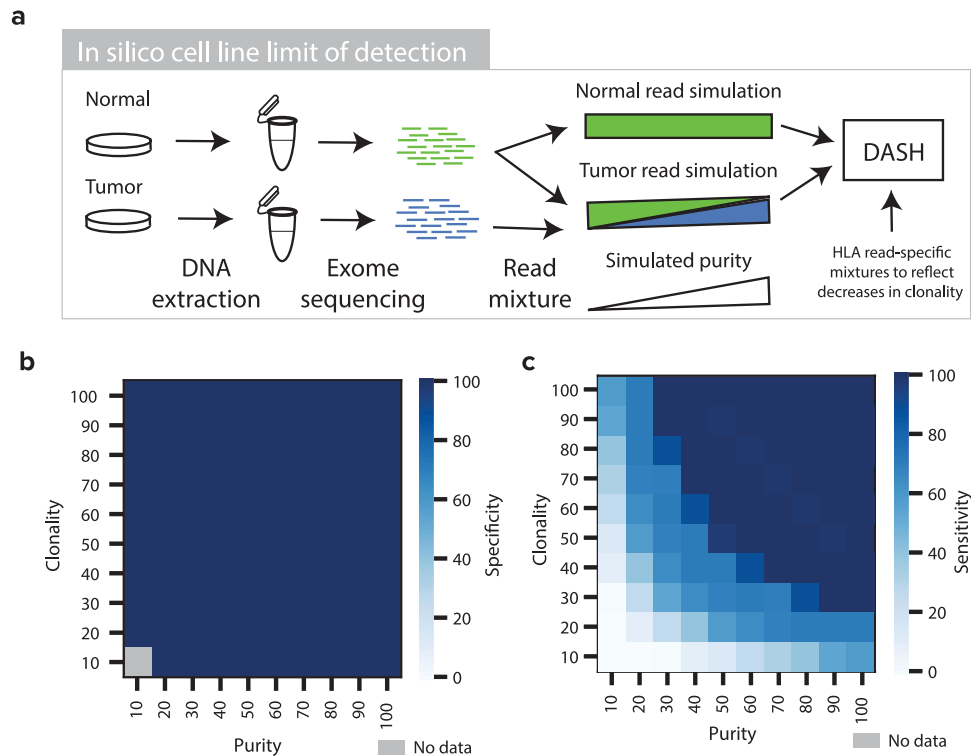 a
In silico cell line limit of detection
Normal
Tumor
DNA
extraction
Exome
sequencing
Read
mixture
Normal read simulation
Tumor read simulation
Simulated purity
DASH
HLA read-specific
mixtures to reflect
decreases in clonality
b
Clonality
100
90
80
70
60
50
40
30
20
10
10
20
30
40
50
60
70
80
90
100
Purity
100
80
60
40
20
0
Specificity
No data
c
Clonality
100
90
80
70
60
50
40
30
20
10
10
20
30
40
50
60
70
80
90
100
Purity
100
80
60
40
20
0
Sensitivity
No data